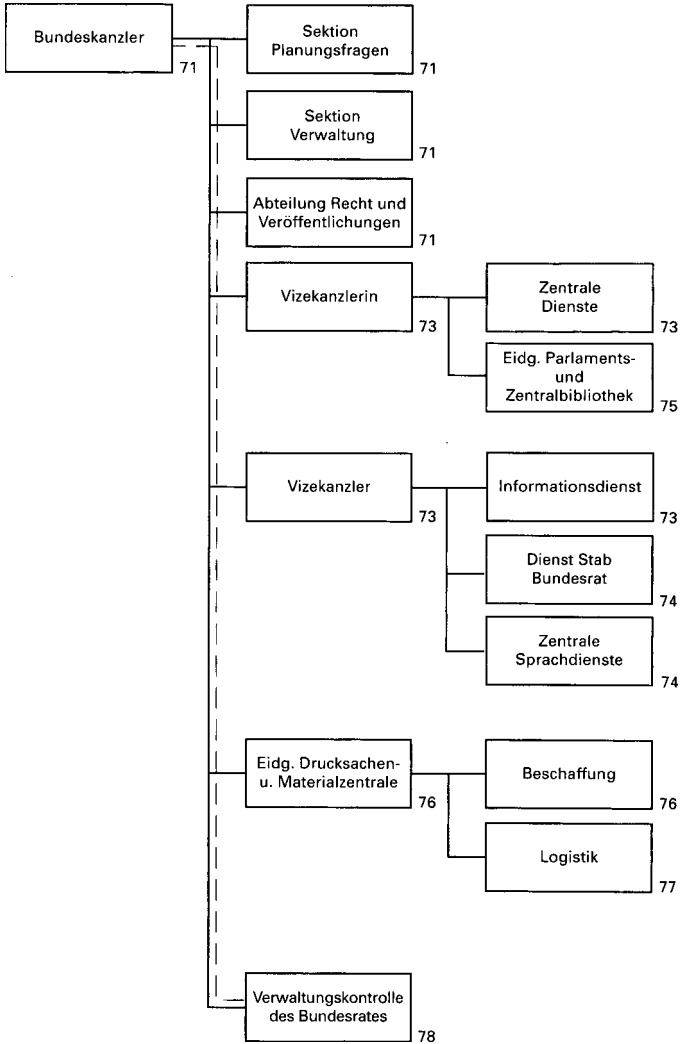 Bundeskanzler
71
Sektion
Planungsfragen
71
Sektion
Verwaltung
71
Abteilung Recht und
Veröffentlichungen
71
Vizekanzlerin
73
Zentrale
Dienste
73
Eidg. Parlaments-
und
Zentralbibliothek
75
Vizekanzler
73
Informationsdienst
73
Dienst Stab
Bundesrat
74
Zentrale
Sprachdienste
74
Eidg. Drucksachen-
u. Materialzentrale
76
Beschaffung
76
Logistik
77
Verwaltungskontrolle
des Bundesrates
78